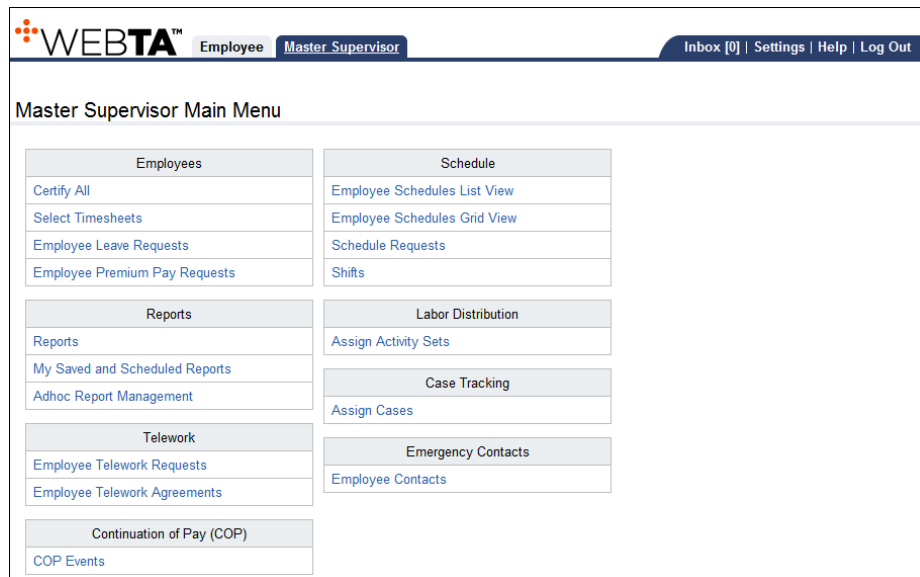 WEBTA™ Employee Master Supervisor Inbox [0] | Settings | Help | Log Out
Master Supervisor Main Menu
Employees
Certify All
Select Timesheets
Employee Leave Requests
Employee Premium Pay Requests
Reports
Reports
My Saved and Scheduled Reports
Adhoc Report Management
Telework
Employee Telework Requests
Employee Telework Agreements
Continuation of Pay (COP)
COP Events
Schedule
Employee Schedules List View
Employee Schedules Grid View
Schedule Requests
Shifts
Labor Distribution
Assign Activity Sets
Case Tracking
Assign Cases
Emergency Contacts
Employee Contacts